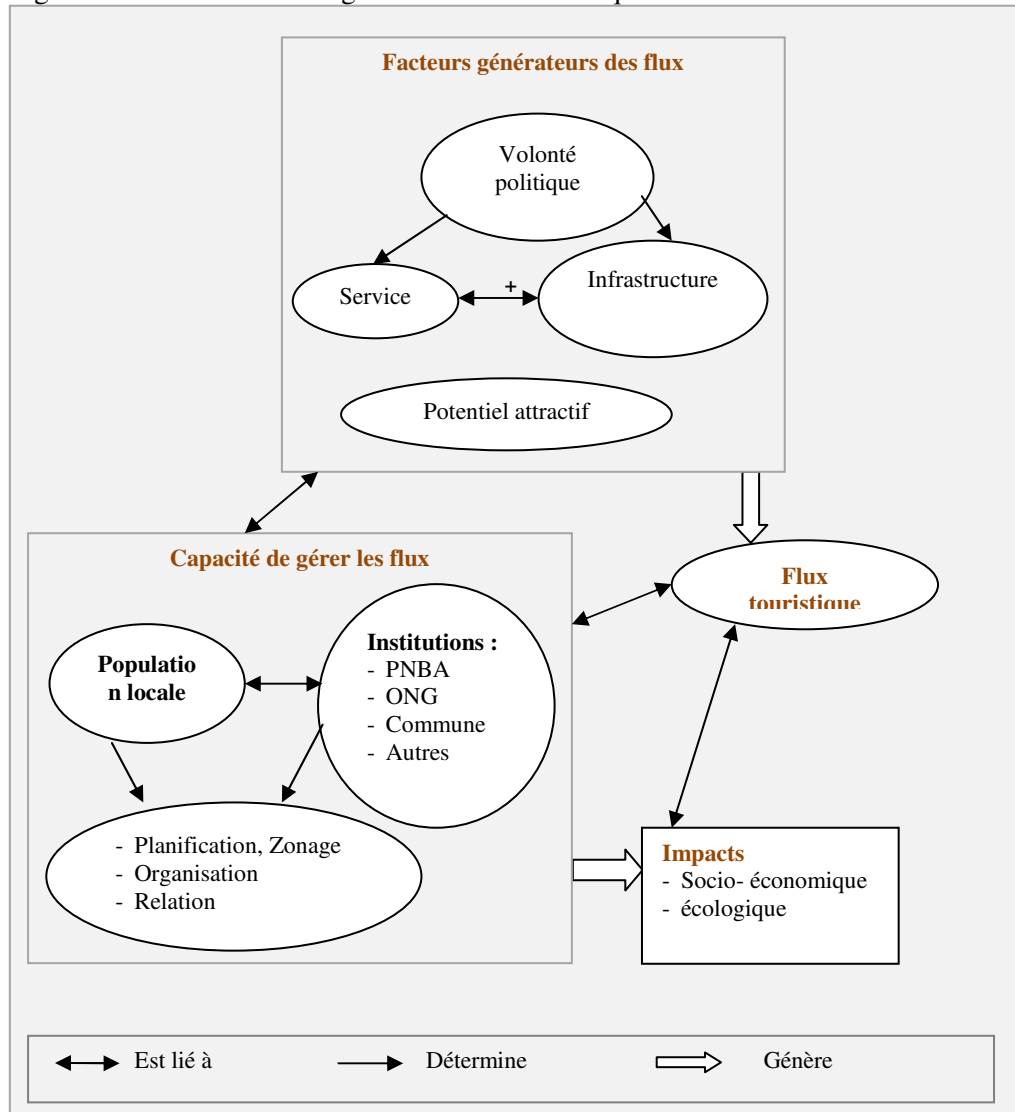 Facteurs générateurs des flux
Volonté
politique
Service
+
Infrastructure
Potentiel attractif
Capacité de gérer les flux
Flux
touristique
Populatio
n locale
Institutions :
- PNBA
- ONG
- Commune
- Autres
- Planification, Zonage
- Organisation
- Relation
Impacts
- Socio- économique
- écologique
Est lié à
Détermine
Génère